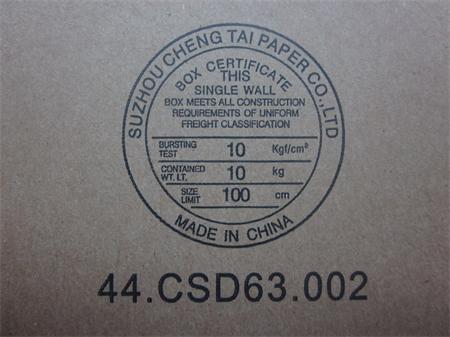 SUZHOU CHENG TAI PAPER CO.,LTD
BOX CERTIFICATE
THIS
SINGLE WALL
BOX MEETS ALL CONSTRUCTION
REQUIREMENTS OF UNIFORM
FREIGHT CLASSIFICATION
BURSTING TEST 10 Kgf/cm²
CONTAINED WT. LT. 10 kg
SIZE LIMIT 100 cm
MADE IN CHINA
44.CSD63.002